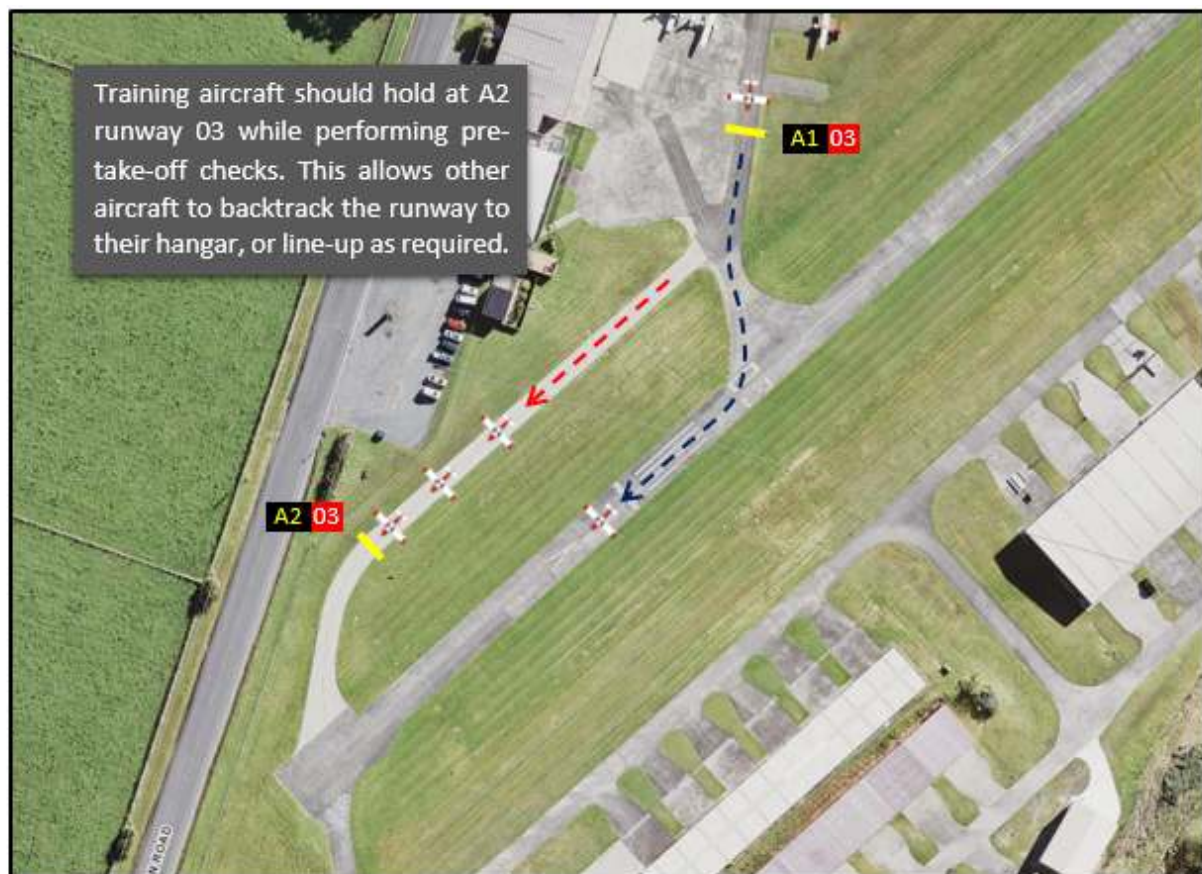 Training aircraft should hold at A2
runway 03 while performing pre-
take-off checks. This allows other
aircraft to backtrack the runway to
their hangar, or line-up as required.
A1 03
A2 03
N ROAD